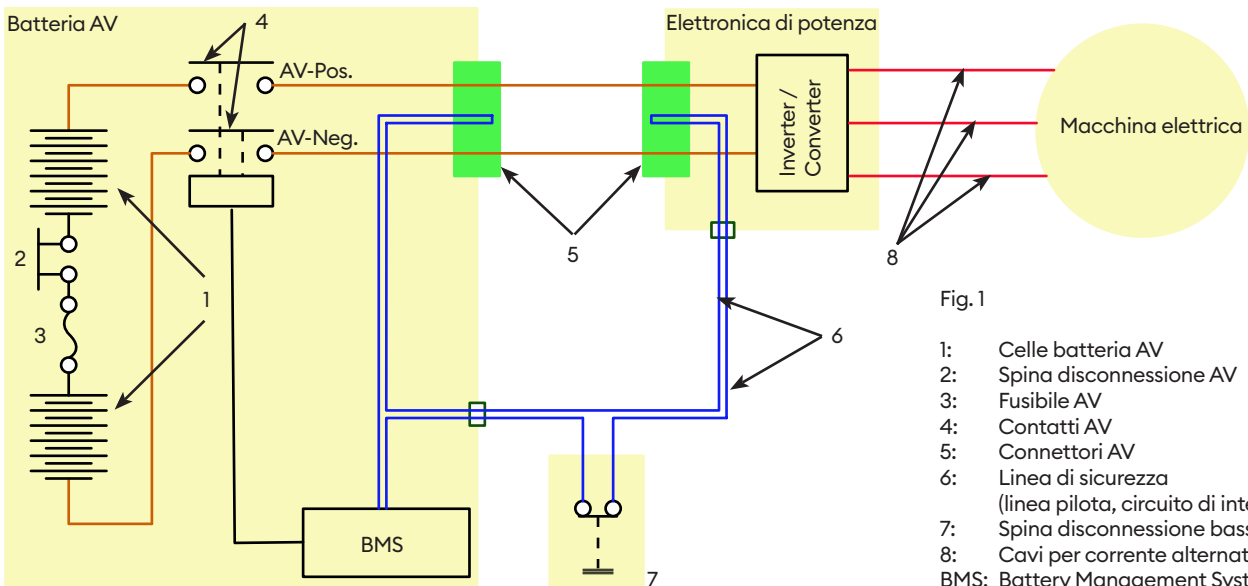 Batteria AV
4
Elettronica di potenza
AV-Pos.
AV-Neg.
Inverter /
Converter
Macchina elettrica
2
1
3
5
6
8
BMS
7
Fig. 1
1: Celle batteria AV
2: Spina disconnessione AV
3: Fusibile AV
4: Contatti AV
5: Connettori AV
6: Linea di sicurezza
(linea pilota, circuito di inte
7: Spina disconnessione bass
8: Cavi per corrente alternat
BMS: Battery Management Syst